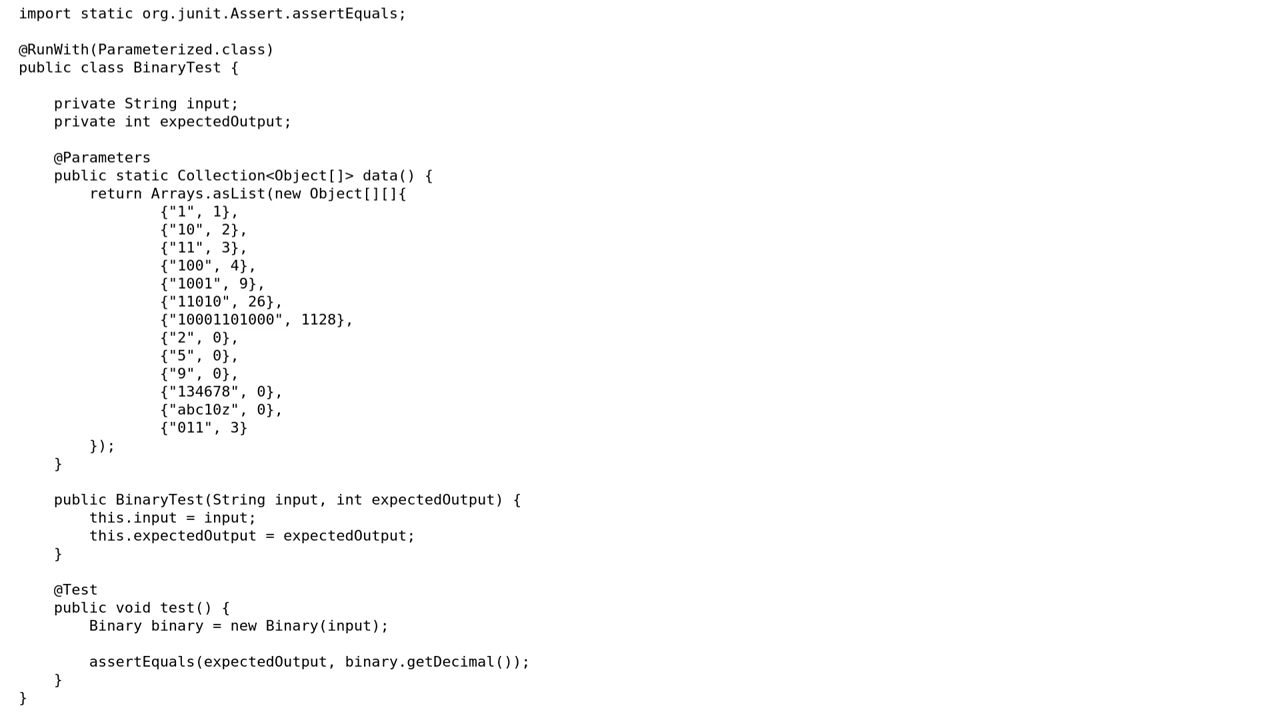 import static org.junit.Assert.assertEquals;

@RunWith(Parameterized.class)
public class BinaryTest {

    private String input;
    private int expectedOutput;

    @Parameters
    public static Collection<Object[]> data() {
        return Arrays.asList(new Object[][]{
                {"1", 1},
                {"10", 2},
                {"11", 3},
                {"100", 4},
                {"1001", 9},
                {"11010", 26},
                {"10001101000", 1128},
                {"2", 0},
                {"5", 0},
                {"9", 0},
                {"134678", 0},
                {"abc10z", 0},
                {"011", 3}
        });
    }

    public BinaryTest(String input, int expectedOutput) {
        this.input = input;
        this.expectedOutput = expectedOutput;
    }

    @Test
    public void test() {
        Binary binary = new Binary(input);

        assertEquals(expectedOutput, binary.getDecimal());
    }
}